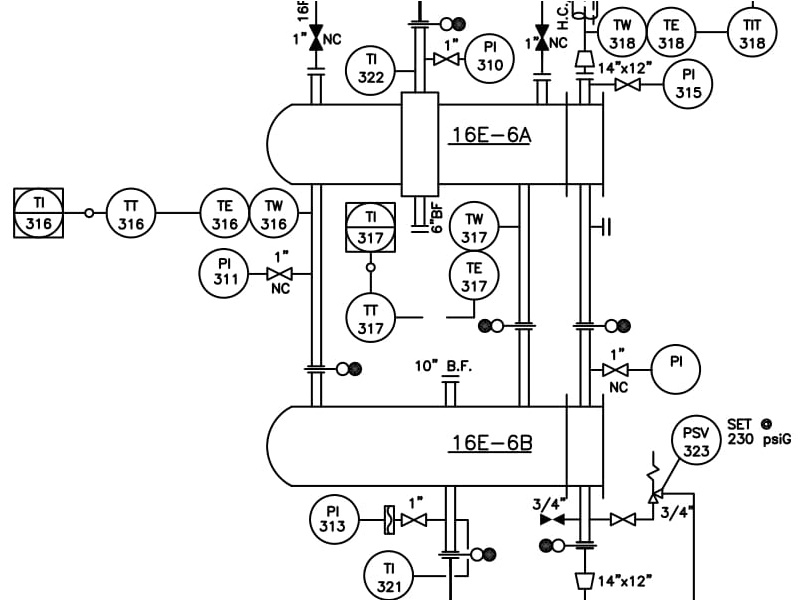 16F
H.C.
1"
NC
TI
322
1"
PI
310
1"
NC
TW
318
TE
318
TIT
318
14"x12"
PI
315
16E-6A
TI
316
TT
316
TE
316
TW
316
TI
317
6"BF
TW
317
PI
311
1"
NC
TE
317
TT
317
10" B.F.
1"
NC
PI
16E-6B
PSV
323
SET @
230 psiG
PI
313
1"
3/4"
3/4"
TI
321
14"x12"